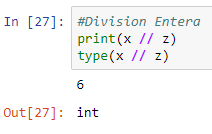 In [27]: #Division Entera
print(x // z)
type(x // z)
6
Out[27]: int